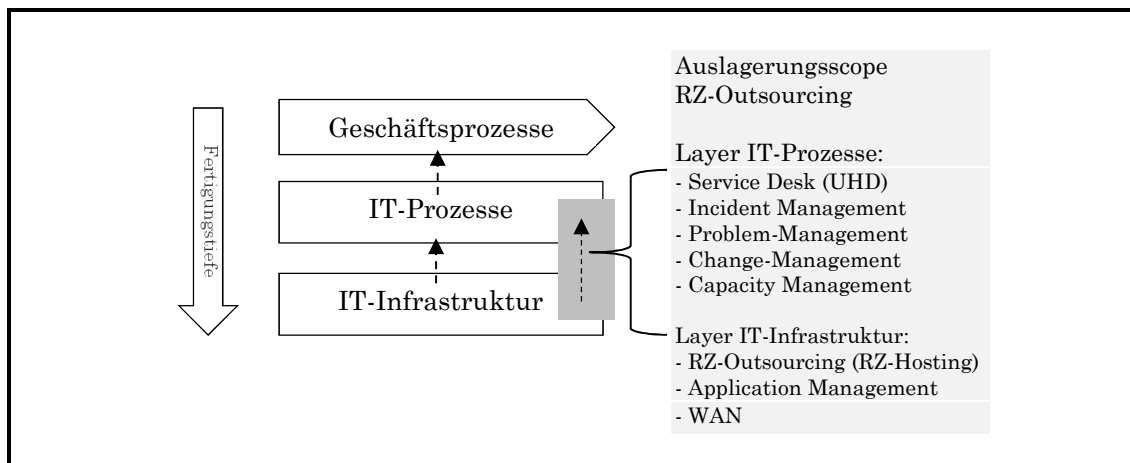 Fertigungstiefe
Geschäftsprozesse
IT-Prozesse
IT-Infrastruktur
Auslagerungsscope
RZ-Outsourcing
Layer IT-Prozesse:
- Service Desk (UHD)
- Incident Management
- Problem-Management
- Change-Management
- Capacity Management
Layer IT-Infrastruktur:
- RZ-Outsourcing (RZ-Hosting)
- Application Management
- WAN